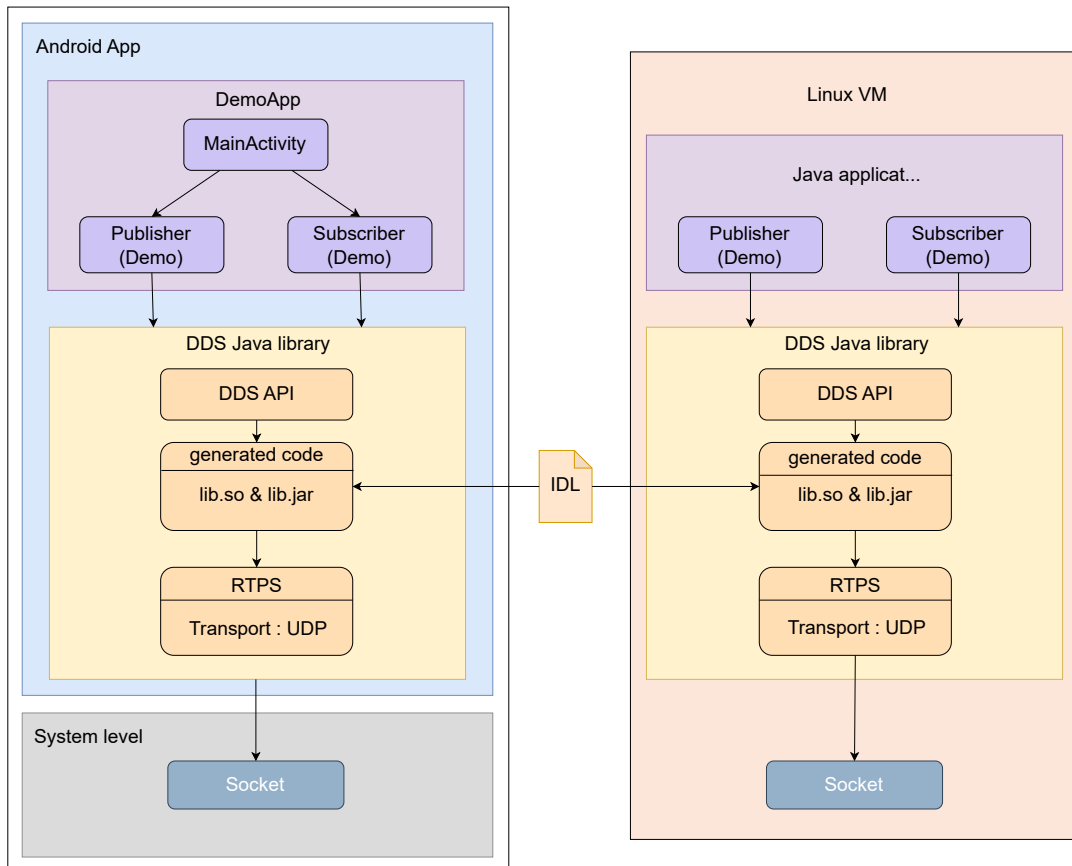 Android App
DemoApp
MainActivity
Publisher
(Demo)
Subscriber
(Demo)
DDS Java library
DDS API
generated code
lib.so & lib.jar
RTPS
Transport : UDP
System level
Socket
IDL
Linux VM
Java applicat...
Publisher
(Demo)
Subscriber
(Demo)
DDS Java library
DDS API
generated code
lib.so & lib.jar
RTPS
Transport : UDP
Socket